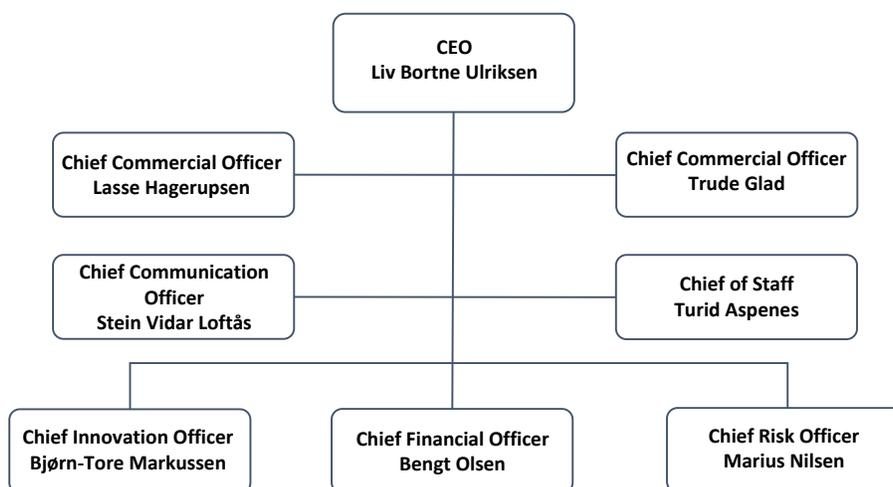 CEO
Liv Bortne Ulriksen
Chief Commercial Officer
Lasse Hagerupsen
Chief Commercial Officer
Trude Glad
Chief Communication
Officer
Stein Vidar Loftås
Chief of Staff
Turid Aspenes
Chief Innovation Officer
Bjørn-Tore Markussen
Chief Financial Officer
Bengt Olsen
Chief Risk Officer
Marius Nilsen